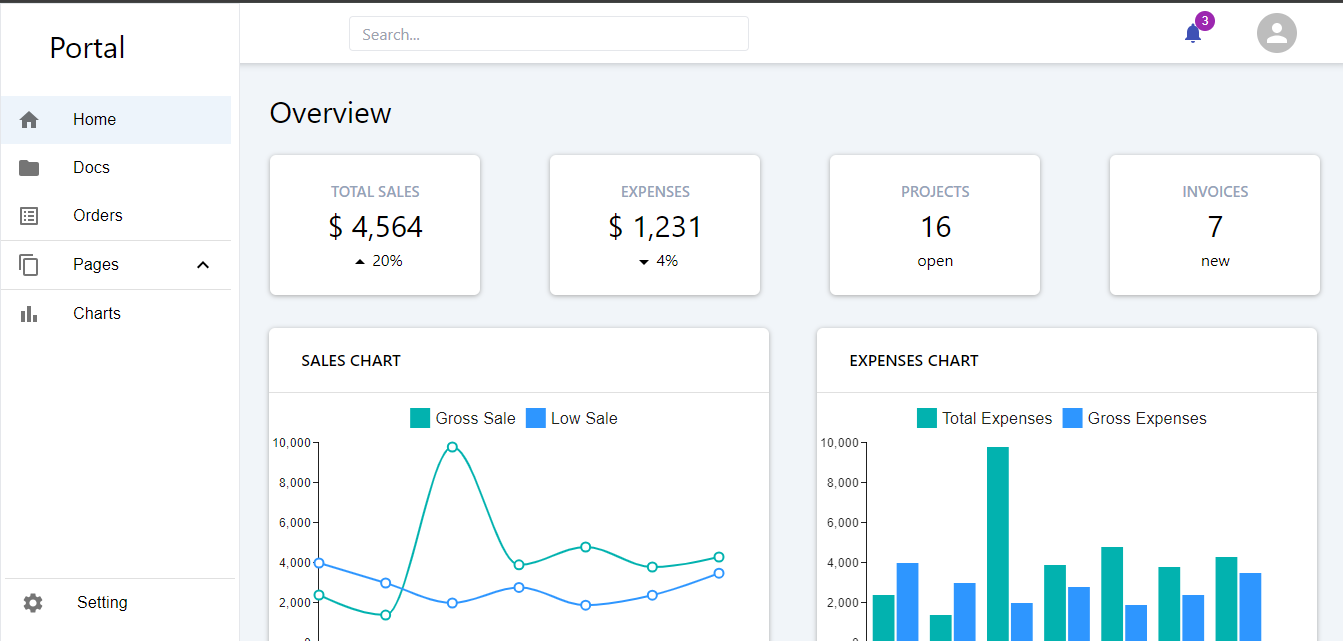 Portal
Search...
3
Home
Docs
Orders
Pages
Charts
Setting
Overview
TOTAL SALES
$ 4,564
20%
EXPENSES
$ 1,231
4%
PROJECTS
16
open
INVOICES
7
new
SALES CHART
Gross Sale Low Sale
10,000
8,000
6,000
4,000
2,000
EXPENSES CHART
Total Expenses Gross Expenses
10,000
8,000
6,000
4,000
2,000